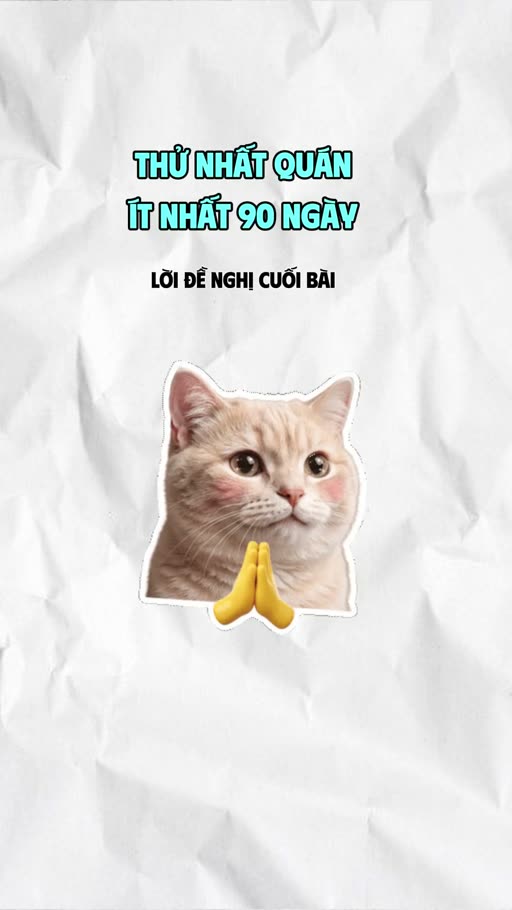 THỬ NHẤT QUÁN
ÍT NHẤT 90 NGÀY
LỜI ĐỀ NGHỊ CUỐI BÀI